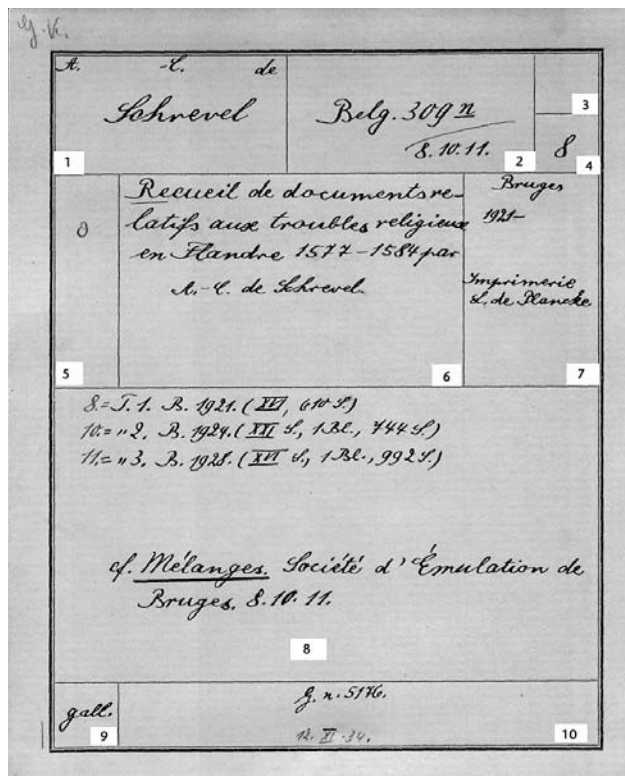 G. K.
A. -C. de
Schrevel
1
Belg. 309 n
8. 10. 11.
2
3
8
4
0
5
Recueil de documents re-
latifs aux troubles religieux
en Flandre 1577-1584 par
A.-C. de Schrevel.
6
Bruges
1921-
Imprimerie
L. de Plancke
7
8.= T. 1. B. 1921. (XVI, 610 S.)
10.= „ 2, B. 1924. (XXI S., 1 Bl., 744 S.)
11.= „ 3, B. 1928. (XVI S., 1 Bl., 992 S.)
cf. Mélanges. Société d'Émulation de
Bruges. 8. 10. 11.
8
gall.
9
G. n. 5176.
12. XI. 34.
10